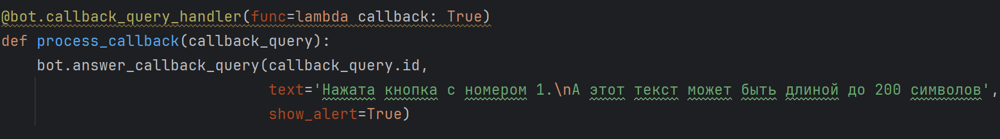 @bot.callback_query_handler(func=lambda callback: True)
def process_callback(callback_query):
    bot.answer_callback_query(callback_query.id,
                              text='Нажата кнопка с номером 1.\nА этот текст может быть длиной до 200 символов',
                              show_alert=True)